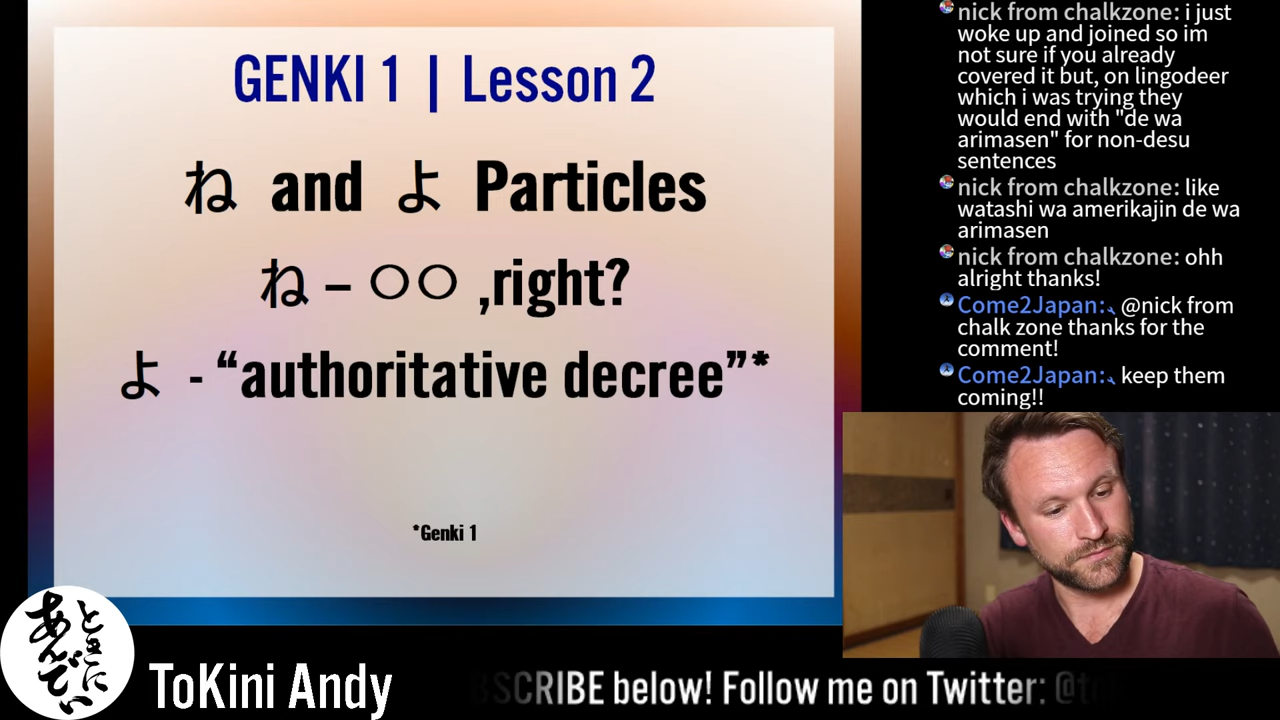 GENKI 1 | Lesson 2
ね and よ Particles
ね – 〇〇 ,right?
よ - “authoritative decree”*
*Genki 1
nick from chalkzone: i just
woke up and joined so im
not sure if you already
covered it but, on lingodeer
which i was trying they
would end with "de wa
arimasen" for non-desu
sentences
nick from chalkzone: like
watashi wa amerikajin de wa
arimasen
nick from chalkzone: ohh
alright thanks!
Come2Japan:、 @nick from
chalk zone thanks for the
comment!
Come2Japan:、 keep them
coming!!
ときに
あんでぃ
ToKini Andy
SCRIBE below! Follow me on Twitter: